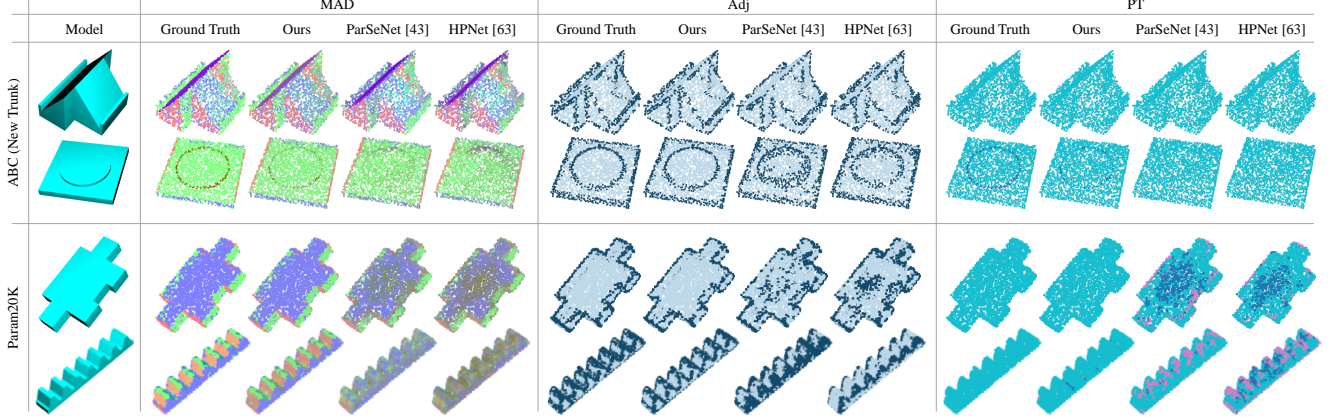 MAD Adj PT
Model Ground Truth Ours ParSeNet [43] HPNet [63] Ground Truth Ours ParSeNet [43] HPNet [63] Ground Truth Ours ParSeNet [43] HPNet [63]
ABC (New Trunk)
Param20K